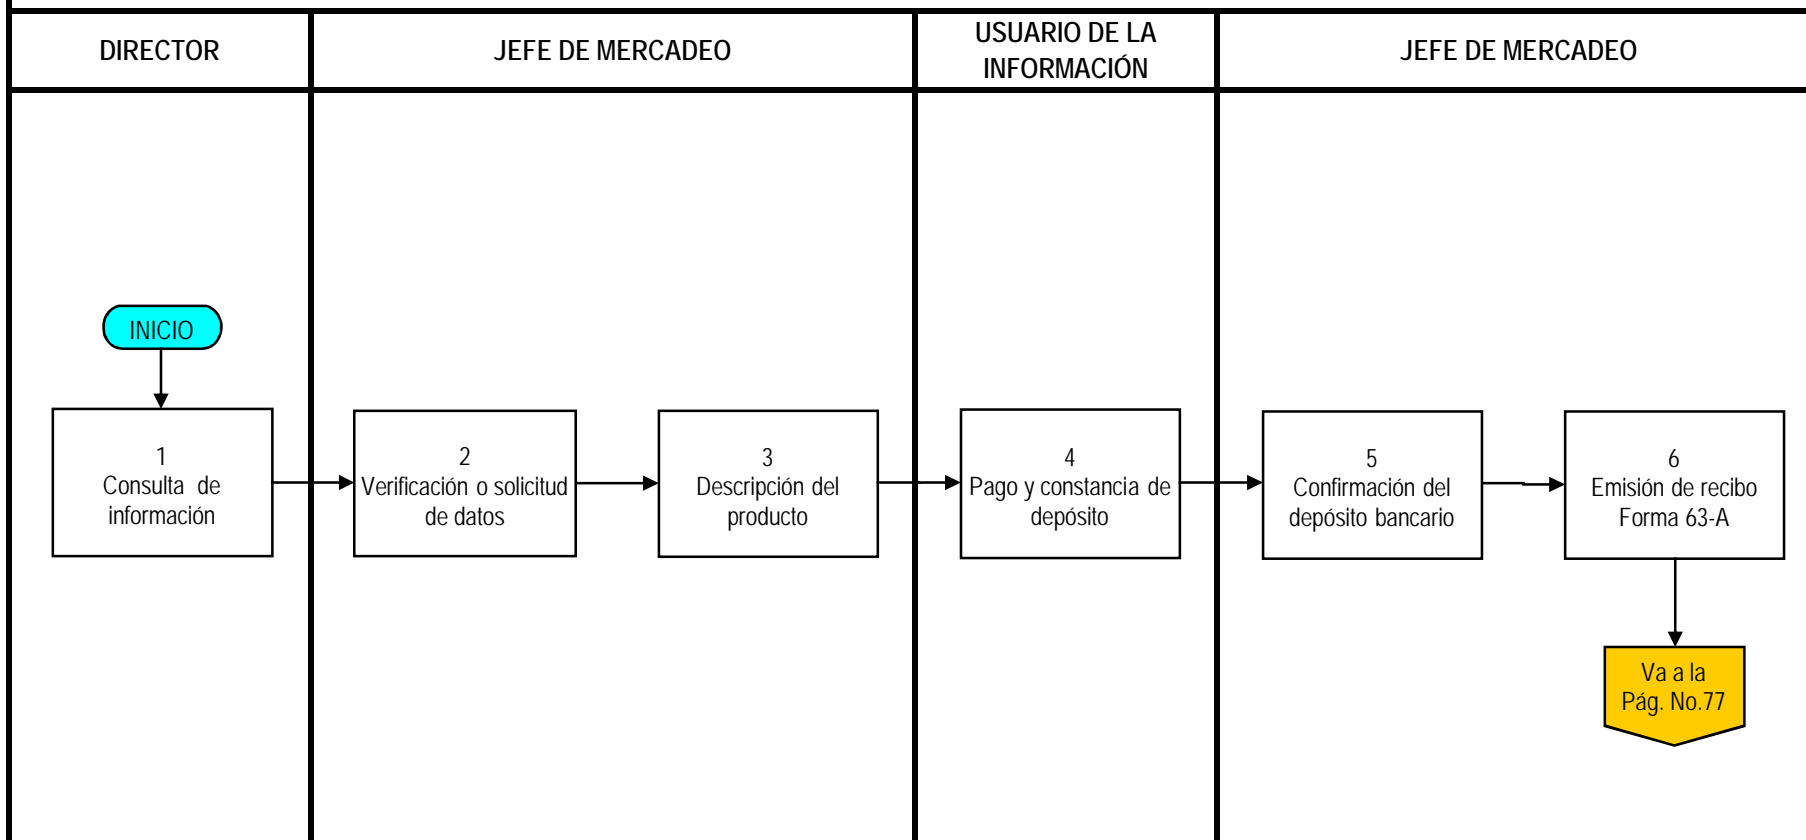 DIRECTOR
JEFE DE MERCADEO
USUARIO DE LA
INFORMACIÓN
JEFE DE MERCADEO
INICIO
1
Consulta de
información
2
Verificación o solicitud
de datos
3
Descripción del
producto
4
Pago y constancia de
depósito
5
Confirmación del
depósito bancario
6
Emisión de recibo
Forma 63-A
Va a la
Pág. No.77